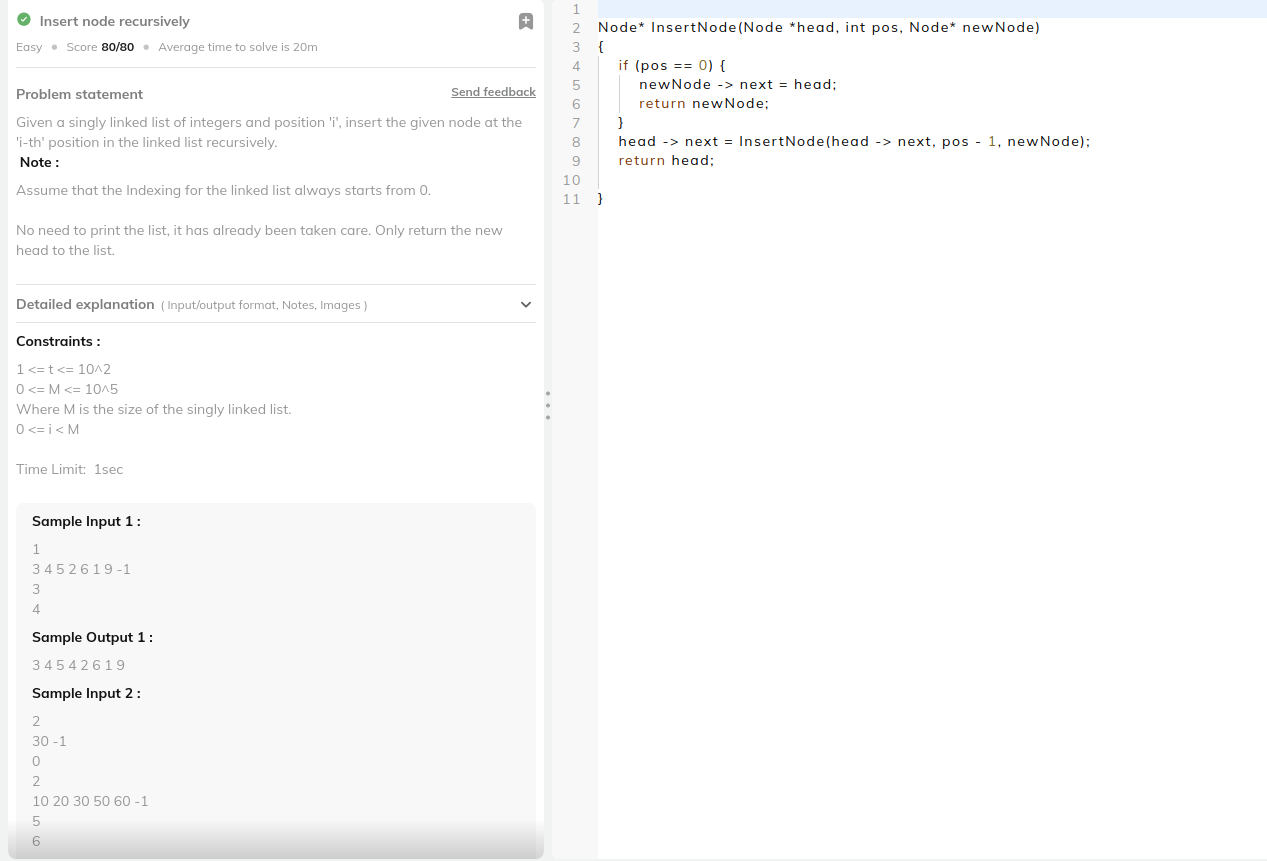 Insert node recursively
Easy • Score 80/80 • Average time to solve is 20m
Problem statement
Send feedback
Given a singly linked list of integers and position 'i', insert the given node at the
'i-th' position in the linked list recursively.
Note :
Assume that the Indexing for the linked list always starts from 0.
No need to print the list, it has already been taken care. Only return the new
head to the list.
Detailed explanation ( Input/output format, Notes, Images )
Constraints :
1 <= t <= 10^2
0 <= M <= 10^5
Where M is the size of the singly linked list.
0 <= i < M
Time Limit: 1sec
Sample Input 1 :
1
3 4 5 2 6 1 9 -1
3
4
Sample Output 1 :
3 4 5 4 2 6 1 9
Sample Input 2 :
2
30 -1
0
2
10 20 30 50 60 -1
5
6
1
2 Node* InsertNode(Node *head, int pos, Node* newNode)
3 {
4 if (pos == 0) {
5 newNode -> next = head;
6 return newNode;
7 }
8 head -> next = InsertNode(head -> next, pos - 1, newNode);
9 return head;
10
11 }